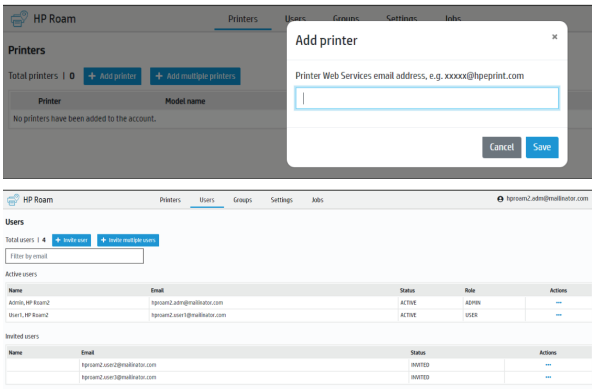 HP Roam
Printers Users Groups Settings Jobs
Printers
Total printers | 0 + Add printer + Add multiple printers
Printer Model name
No printers have been added to the account.
Add printer ×
Printer Web Services email address, e.g. xxxxx@hpeprint.com
Cancel Save
HP Roam Printers Users Groups Settings Jobs hproam2.adm@mailinator.com
Users
Total users | 4 + Invite user + Invite multiple users
Filter by email
Active users
Name Email Status Role Actions
Admin, HP Roam2 hproam2.adm@mailinator.com ACTIVE ADMIN ...
User1, HP Roam2 hproam2.user1@mailinator.com ACTIVE USER ...
Invited users
Name Email Status Actions
hproam2.user2@mailinator.com INVITED ...
hproam2.user3@mailinator.com INVITED ...